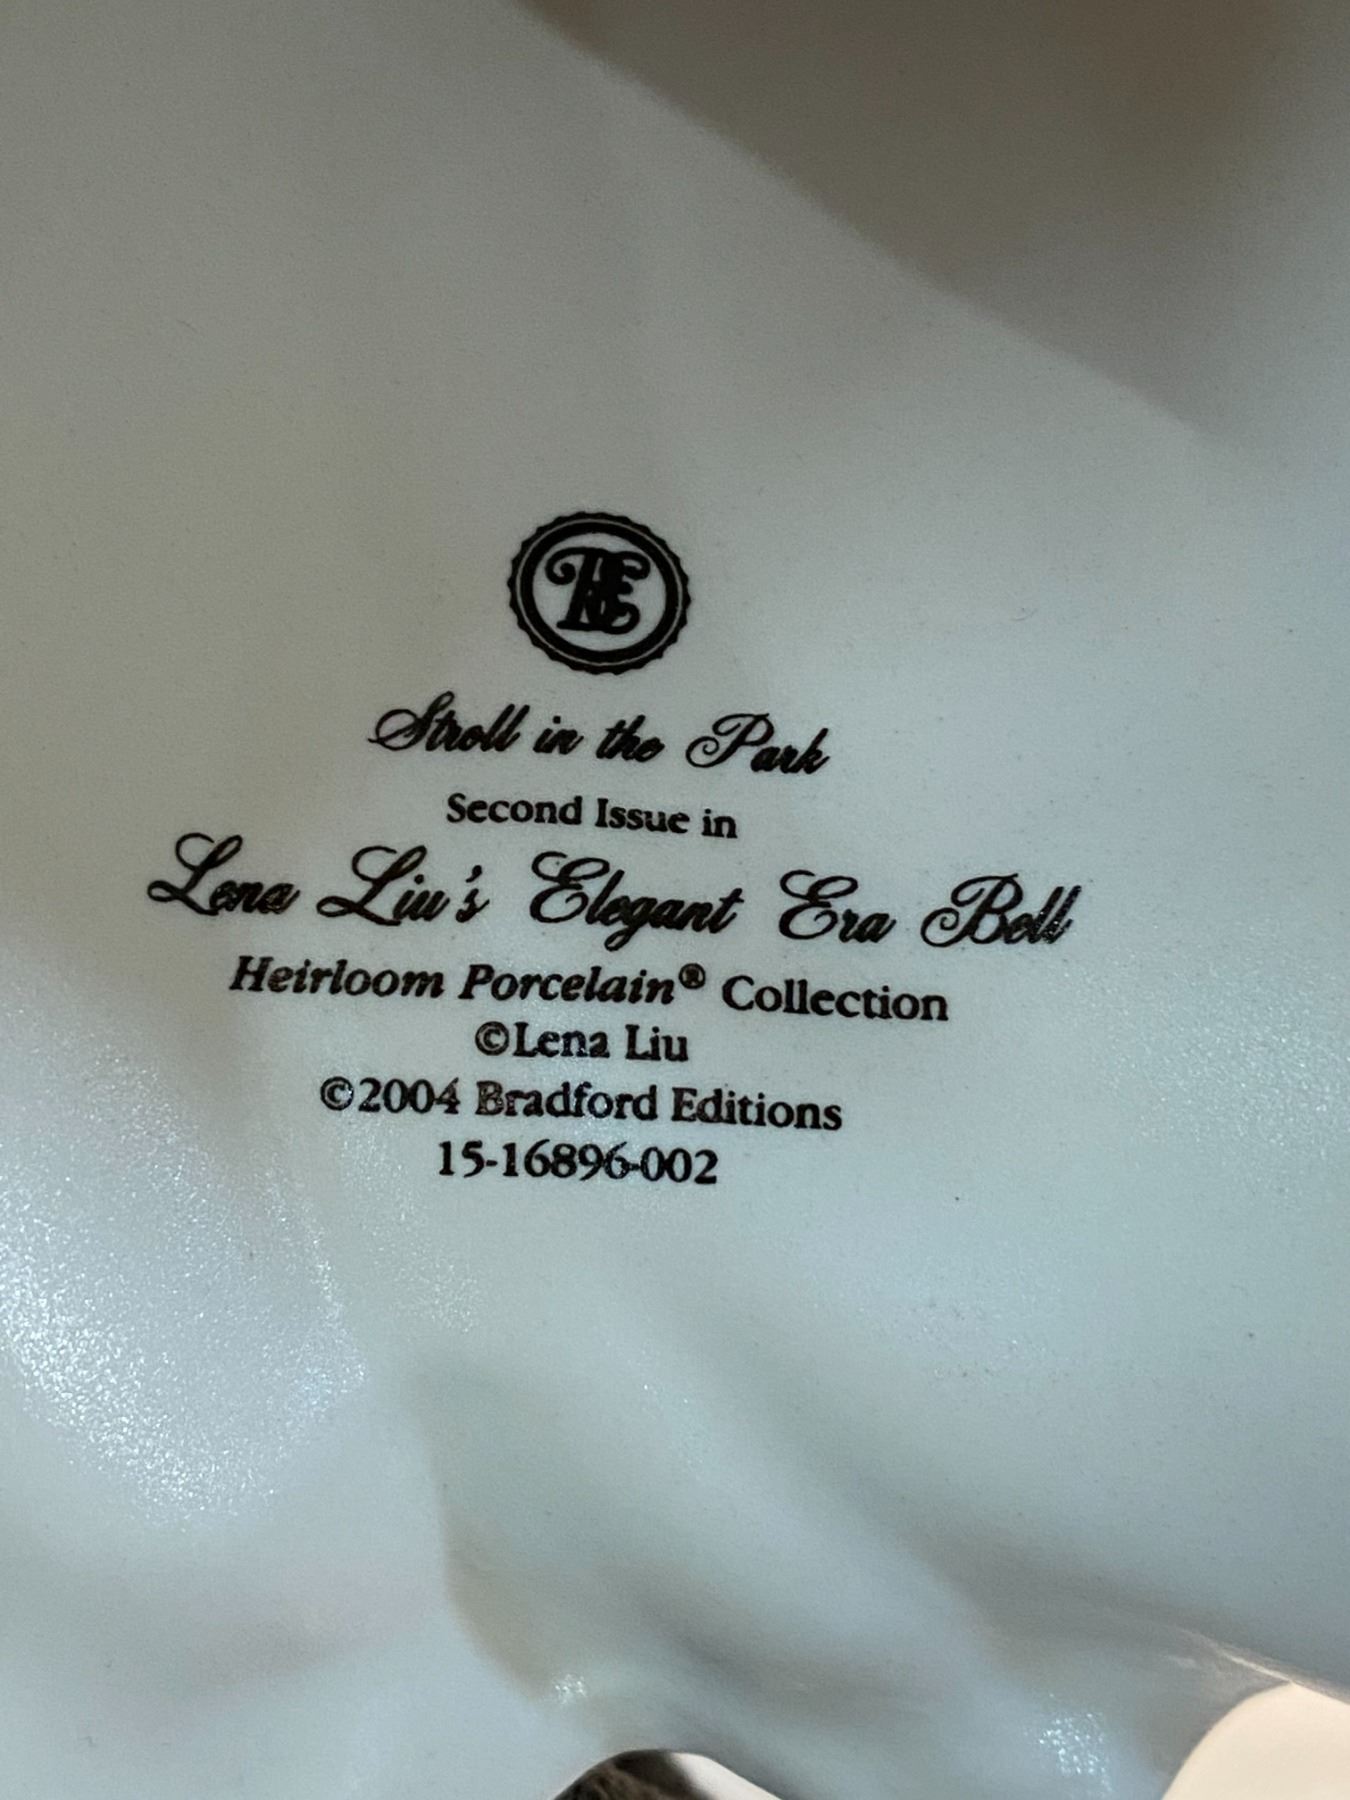 BE
Stroll in the Park
Second Issue in
Lena Liu's Elegant Era Bell
Heirloom Porcelain® Collection
©Lena Liu
©2004 Bradford Editions
15-16896-002